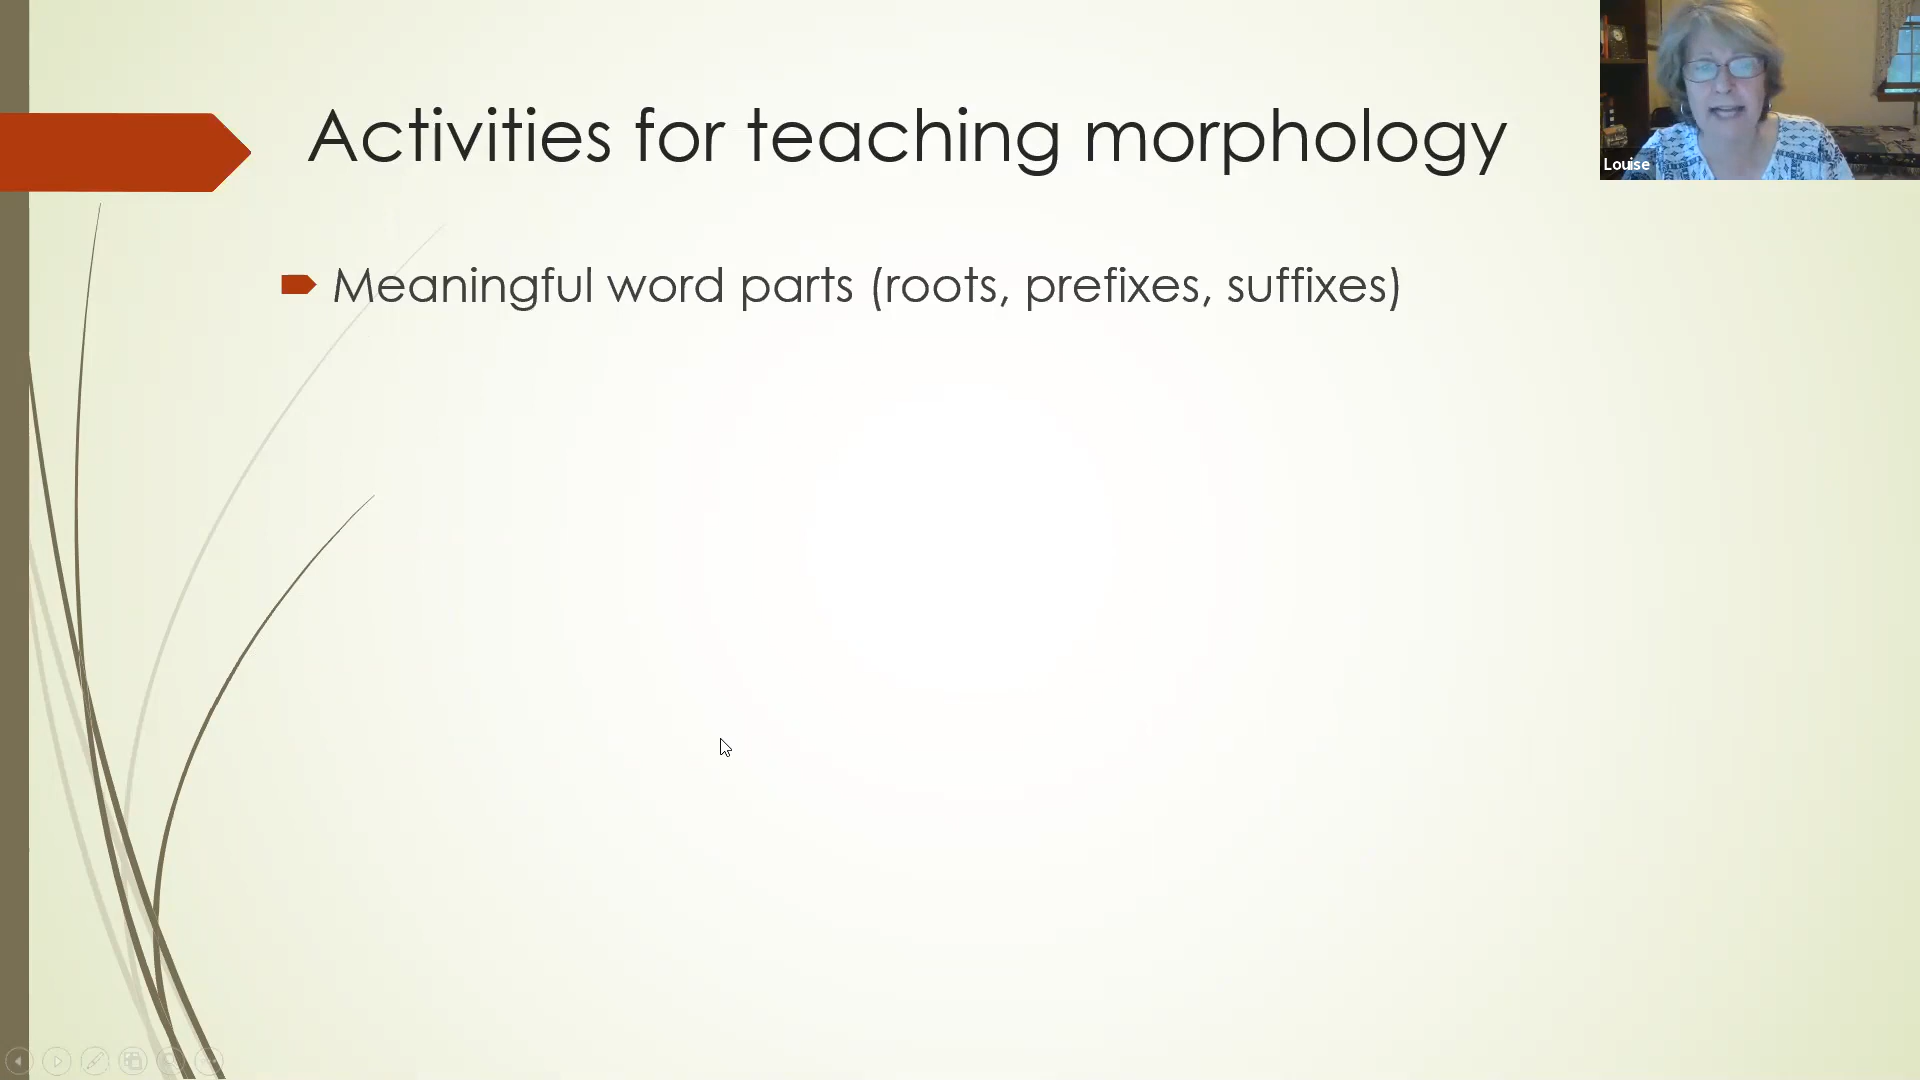 Activities for teaching morphology
Louise
Meaningful word parts (roots, prefixes, suffixes)